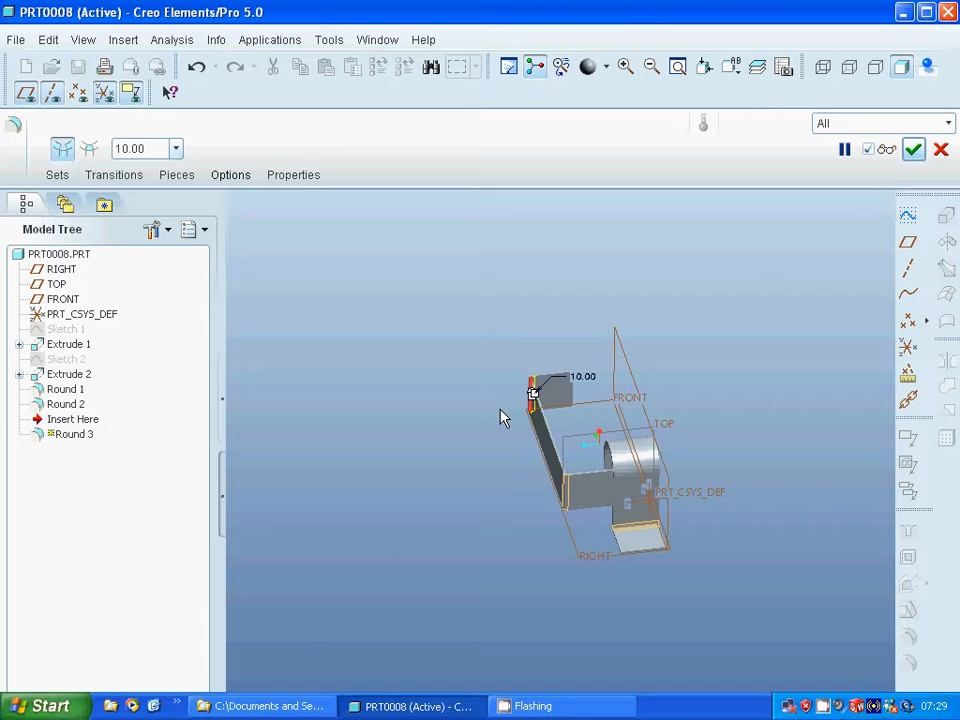 PRT0008 (Active) - Creo Elements/Pro 5.0
File Edit View Insert Analysis Info Applications Tools Window Help
All
10.00
Sets Transitions Pieces Options Properties
Model Tree
PRT0008.PRT
RIGHT
TOP
FRONT
PRT_CSYS_DEF
Sketch 1
Extrude 1
Sketch 2
Extrude 2
Round 1
Round 2
Insert Here
Round 3
10.00
FRONT
TOP
PRT_CSYS_DEF
RIGHT
Start
C:\Documents and Se...
PRT0008 (Active) - C...
Flashing
07:29